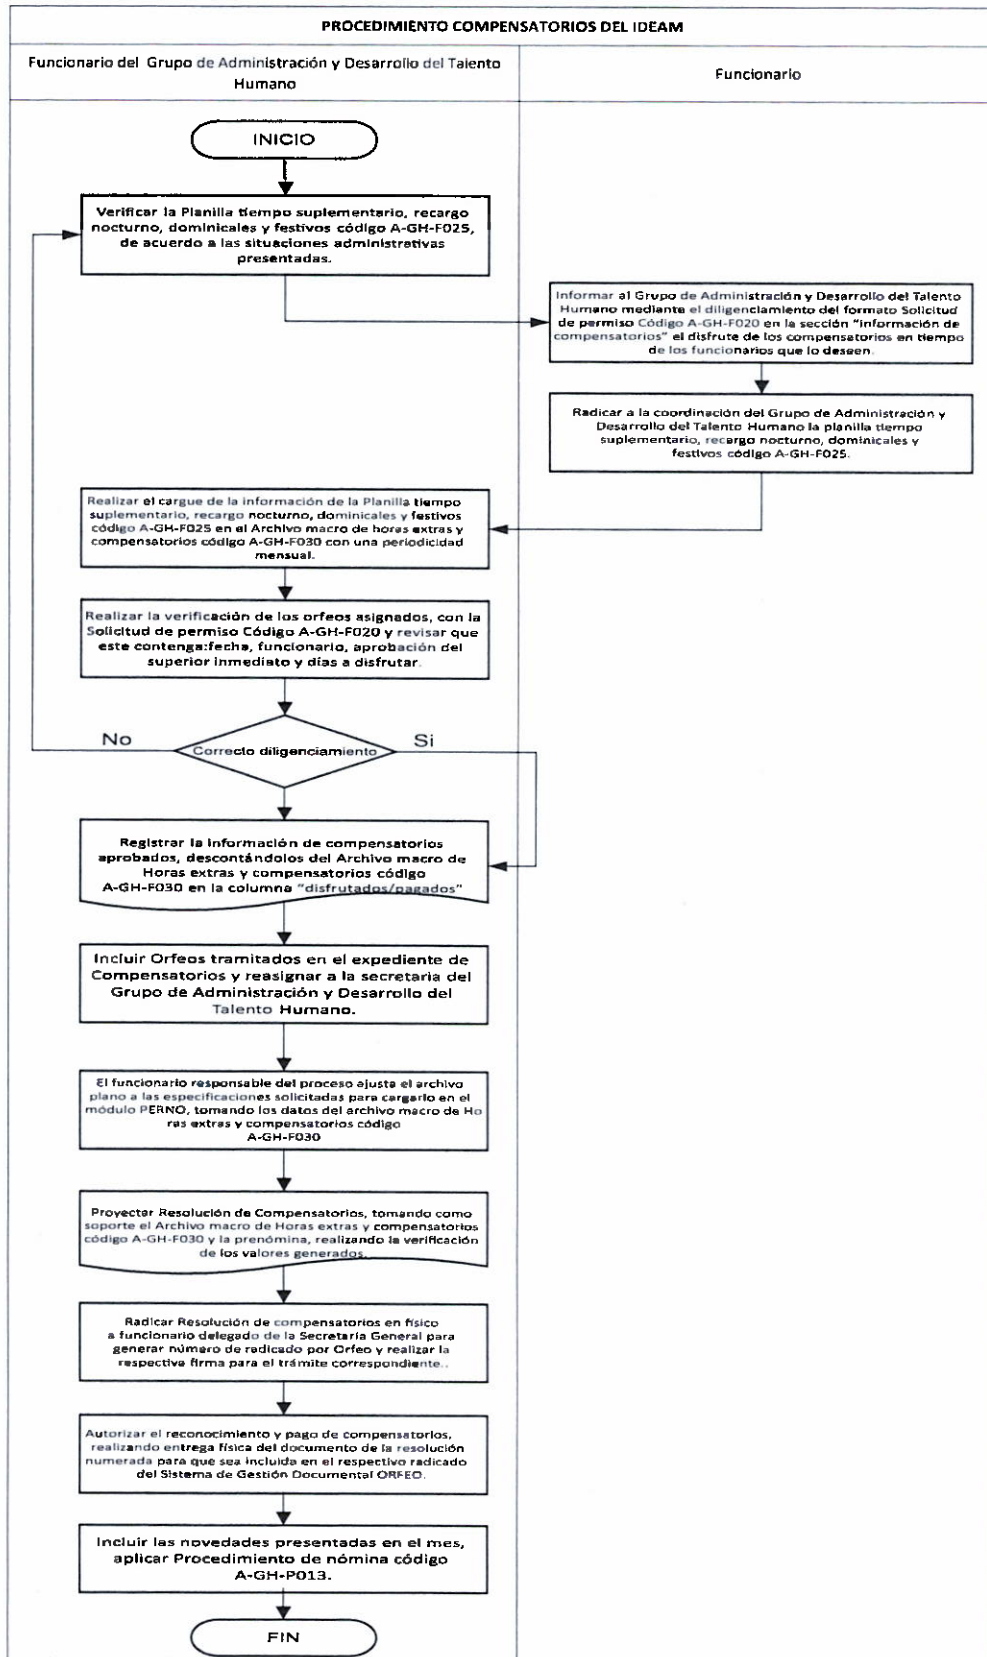 PROCEDIMIENTO COMPENSATORIOS DEL IDEAM
Funcionario del Grupo de Administración y Desarrollo del Talento
Humano
Funcionario
INICIO
Verificar la Planilla tiempo suplementario, recargo
nocturno, dominicales y festivos código A-GH-F025,
de acuerdo a las situaciones administrativas
presentadas.
Informar al Grupo de Administración y Desarrollo del Talento
Humano mediante el diligenciamiento del formato Solicitud
de permiso Código A-GH-F020 en la sección "información de
compensatorios" el disfrute de los compensatorios en tiempo
de los funcionarios que lo deseen.
Radicar a la coordinación del Grupo de Administración y
Desarrollo del Talento Humano la planilla tiempo
suplementario, recargo nocturno, dominicales y
festivos código A-GH-F025.
Realizar el cargue de la información de la Planilla tiempo
suplementario, recargo nocturno, dominicales y festivos
código A-GH-F025 en el Archivo macro de horas extras y
compensatorios código A-GH-F030 con una periodicidad
mensual.
Realizar la verificación de los orfeos asignados, con la
Solicitud de permiso Código A-GH-F020 y revisar que
este contenga:fecha, funcionario, aprobación del
superior inmediato y días a disfrutar.
No
Correcto diligenciamiento
Si
Registrar la información de compensatorios
aprobados, descontándolos del Archivo macro de
Horas extras y compensatorios código
A-GH-F030 en la columna "disfrutados/pagados"
Incluir Orfeos tramitados en el expediente de
Compensatorios y reasignar a la secretaria del
Grupo de Administración y Desarrollo del
Talento Humano.
El funcionario responsable del proceso ajusta el archivo
plano a las especificaciones solicitadas para cargarlo en el
módulo PERNO, tomando los datos del archivo macro de Ho
ras extras y compensatorios código
A-GH-F030
Proyectar Resolución de Compensatorios, tomando como
soporte el Archivo macro de Horas extras y compensatorios
código A-GH-F030 y la prenómina, realizando la verificación
de los valores generados.
Radicar Resolución de compensatorios en físico
a funcionario delegado de la Secretaría General para
generar número de radicado por Orfeo y realizar la
respectiva firma para el trámite correspondiente..
Autorizar el reconocimiento y pago de compensatorios,
realizando entrega física del documento de la resolución
numerada para que sea incluida en el respectivo radicado
del Sistema de Gestión Documental ORFEO.
Incluir las novedades presentadas en el mes,
aplicar Procedimiento de nómina código
A-GH-P013.
FIN